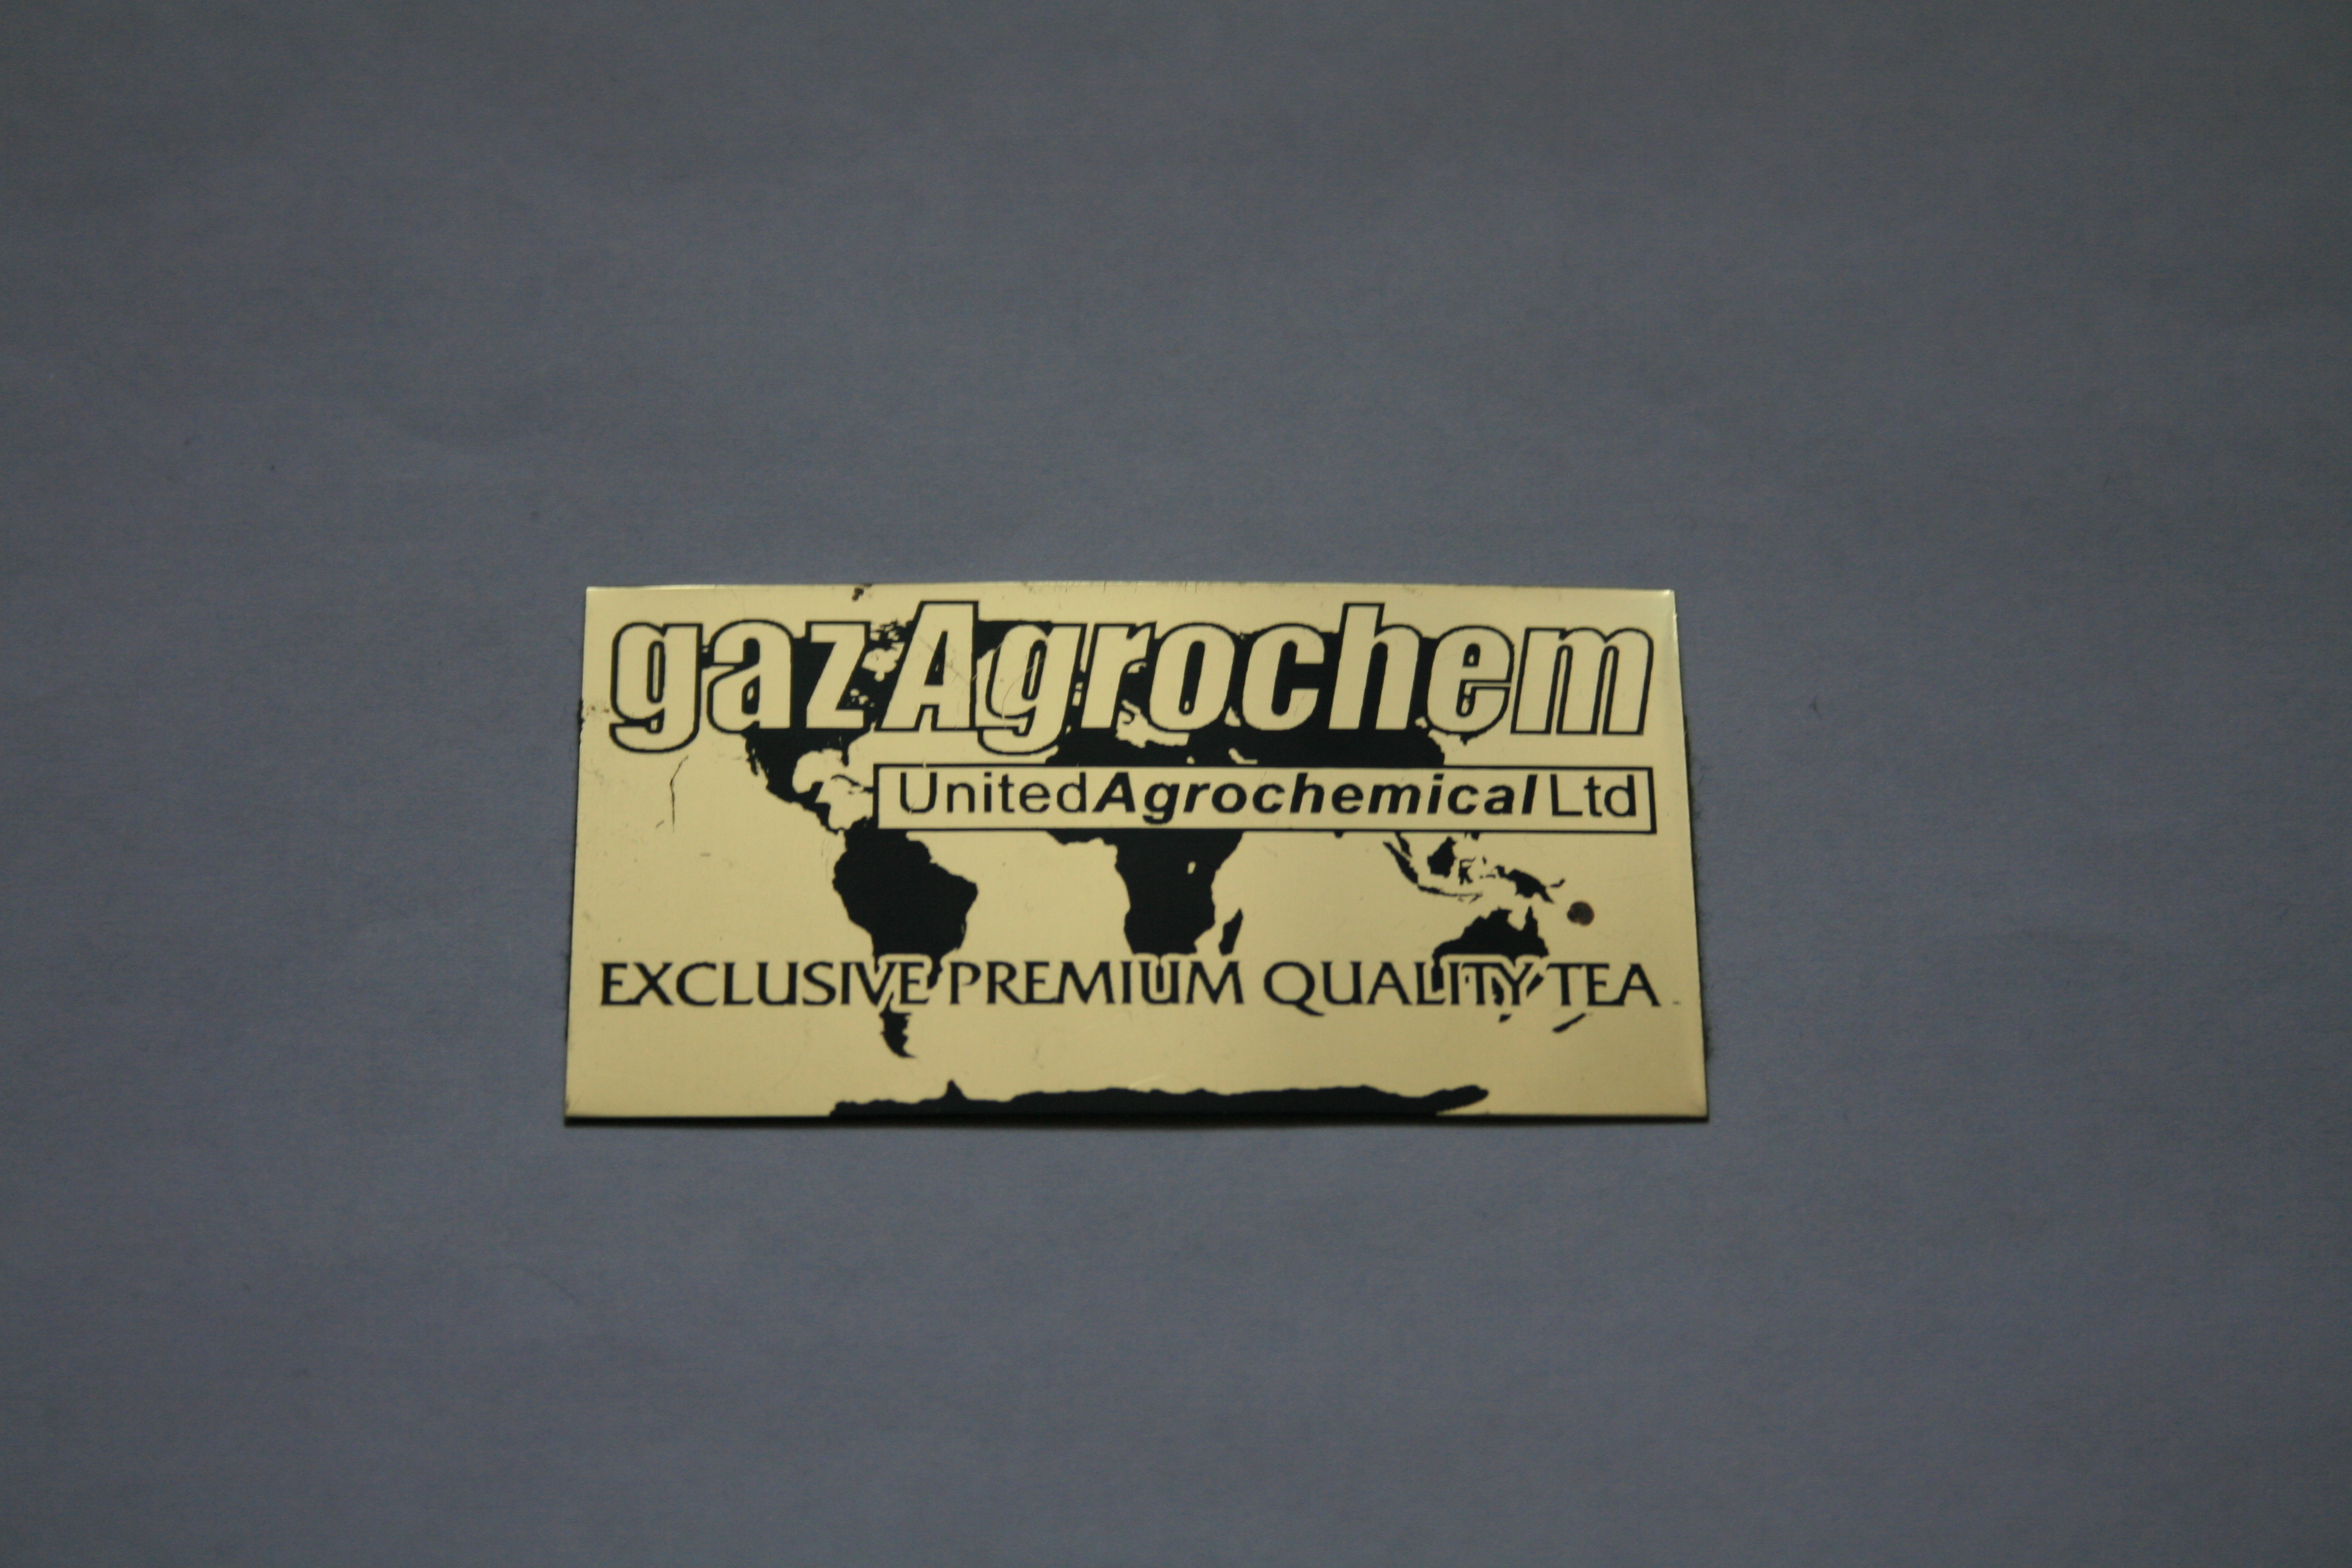 gazAgrochem
UnitedAgrochemicalLtd
EXCLUSIVE PREMIUM QUALITY TEA